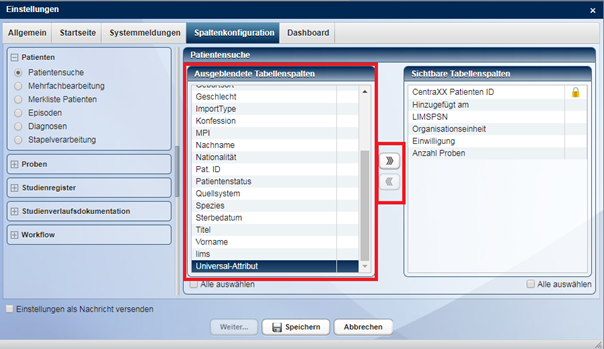 Einstellungen
Allgemein Startseite Systemmeldungen Spaltenkonfiguration Dashboard
Patienten
Patientensuche
Mehrfachbearbeitung
Merkliste Patienten
Episoden
Diagnosen
Stapelverarbeitung
Proben
Studienregister
Studienverlaufsdokumentation
Workflow
Patientensuche
Ausgeblendete Tabellenspalten
Geschlecht
ImportType
Konfession
MPI
Nachname
Nationalität
Pat. ID
Patientenstatus
Quellsystem
Spezies
Sterbedatum
Titel
Vorname
lims
Universal-Attribut
Alle auswählen
Sichtbare Tabellenspalten
CentraXX Patienten ID
Hinzugefügt am
LIMSPSN
Organisationseinheit
Einwilligung
Anzahl Proben
Alle auswählen
Einstellungen als Nachricht versenden
Weiter... Speichern Abbrechen